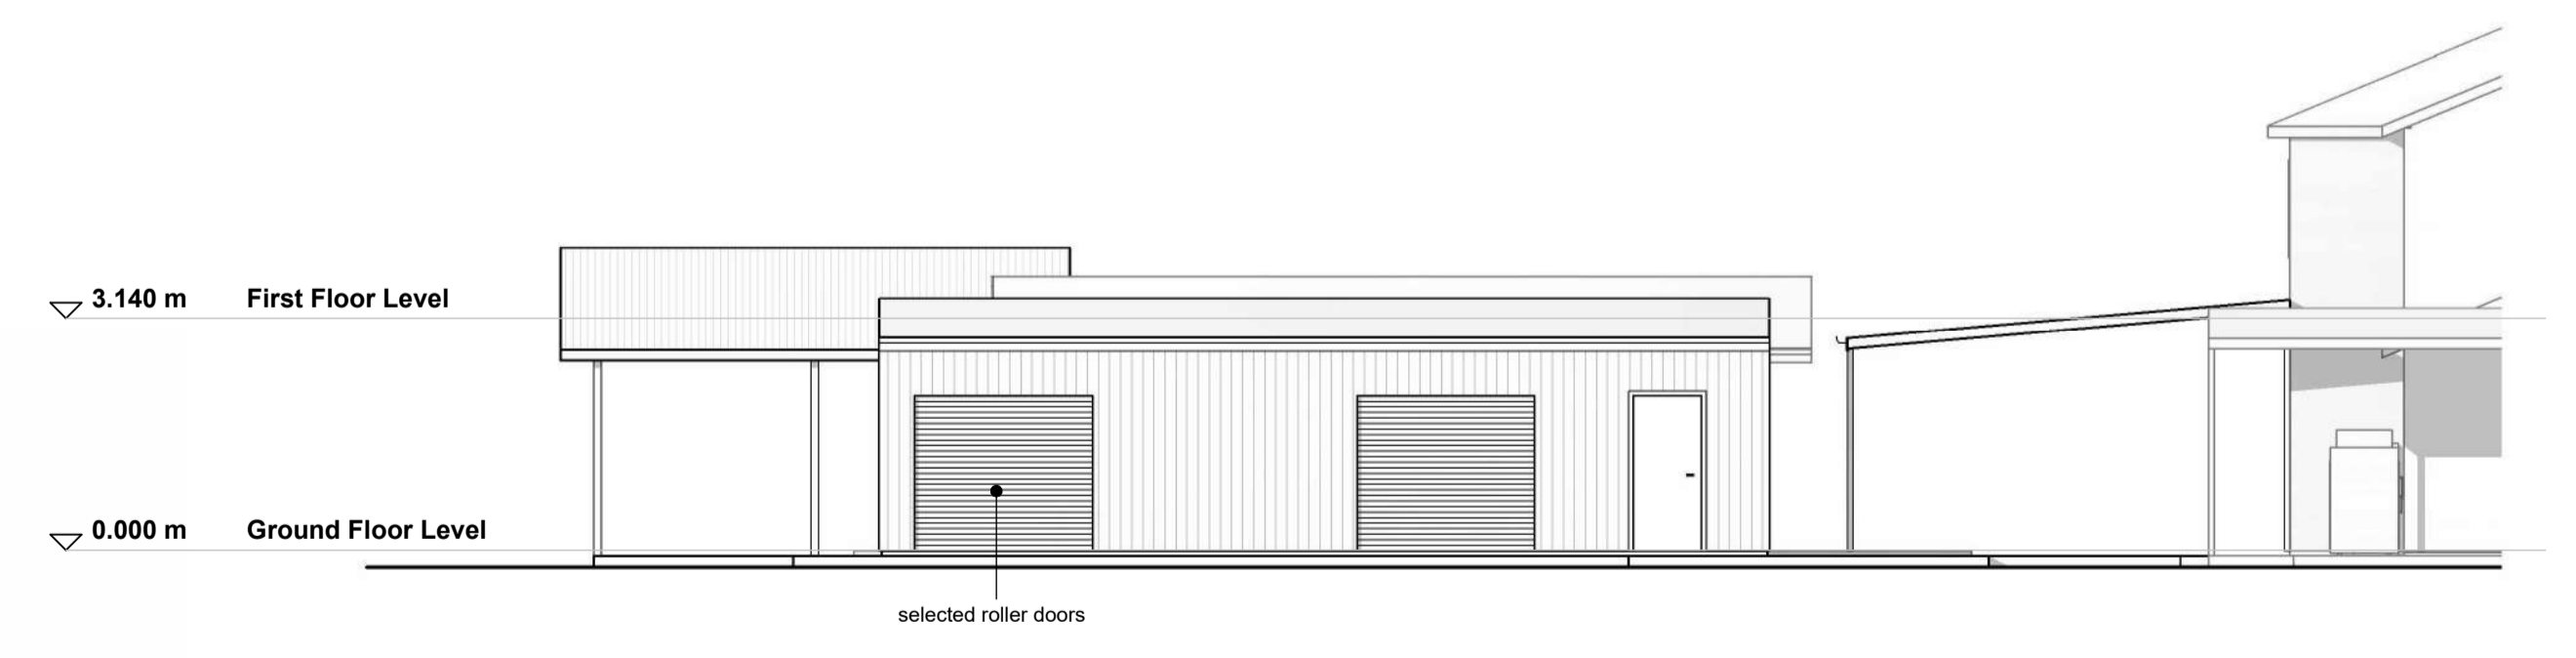 3.140 m First Floor Level
0.000 m Ground Floor Level
selected roller doors